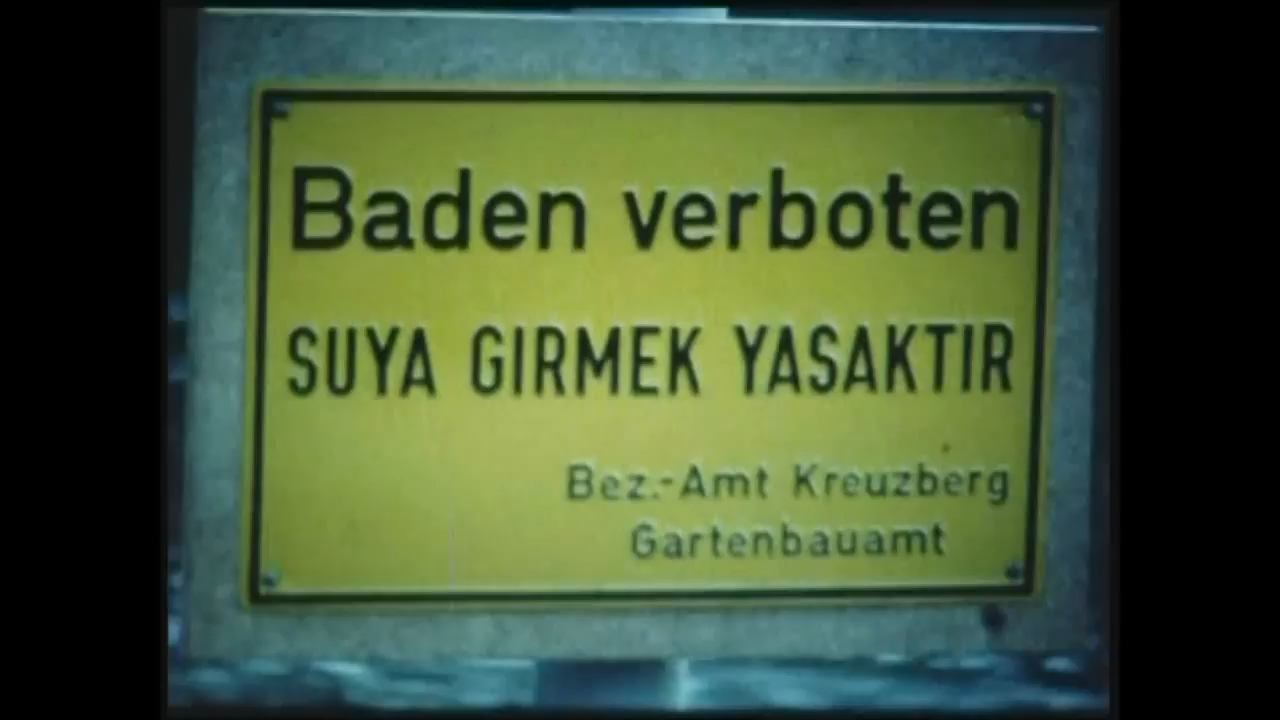 Baden verboten
SUYA GIRMEK YASAKTIR
Bez.-Amt Kreuzberg
Gartenbauamt